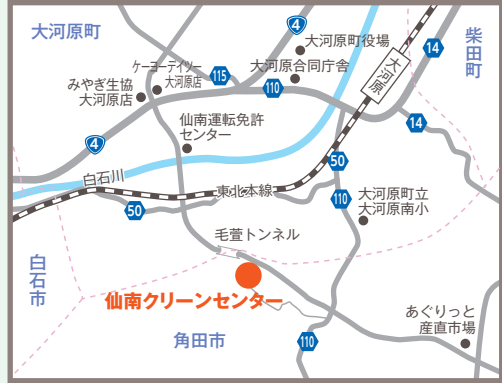 大河原町
4
大河原町役場
柴田町
14
ケーヨーデイツー
大河原店
115
大河原合同庁舎
110
みやぎ生協
大河原店
大河原
仙南運転免許
センター
14
4
50
白石川
東北本線
50
110
大河原町立
大河原南小
毛萱トンネル
白石市
仙南クリーンセンター
あぐりっと
産直市場
角田市
110